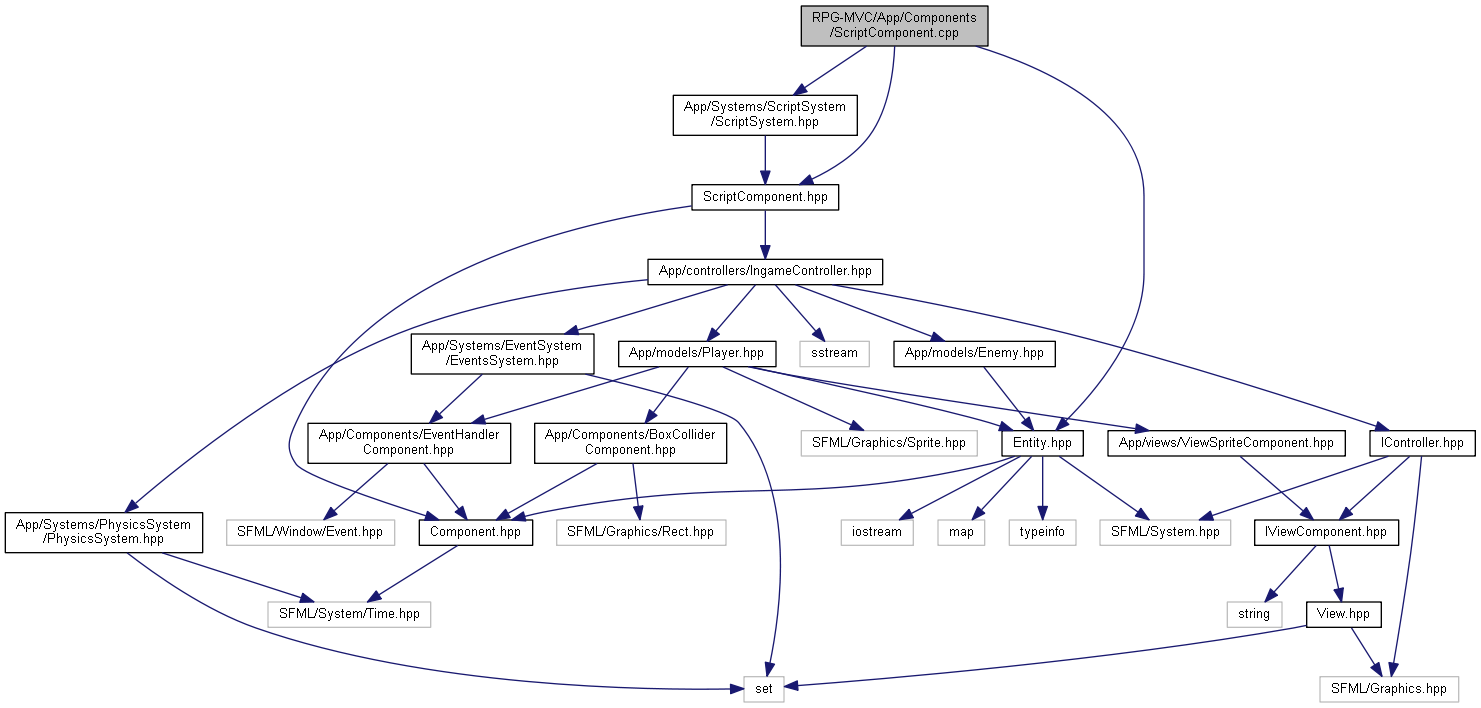 RPG-MVC/App/Components
/ScriptComponent.cpp
App/Systems/ScriptSystem
/ScriptSystem.hpp
ScriptComponent.hpp
App/controllers/IngameController.hpp
App/Systems/EventSystem
/EventsSystem.hpp
App/models/Player.hpp
sstream
App/models/Enemy.hpp
App/Components/EventHandler
Component.hpp
App/Components/BoxCollider
Component.hpp
SFML/Graphics/Sprite.hpp
Entity.hpp
App/views/ViewSpriteComponent.hpp
IController.hpp
App/Systems/PhysicsSystem
/PhysicsSystem.hpp
SFML/Window/Event.hpp
Component.hpp
SFML/Graphics/Rect.hpp
iostream
map
typeinfo
SFML/System.hpp
IViewComponent.hpp
SFML/System/Time.hpp
string
View.hpp
set
SFML/Graphics.hpp